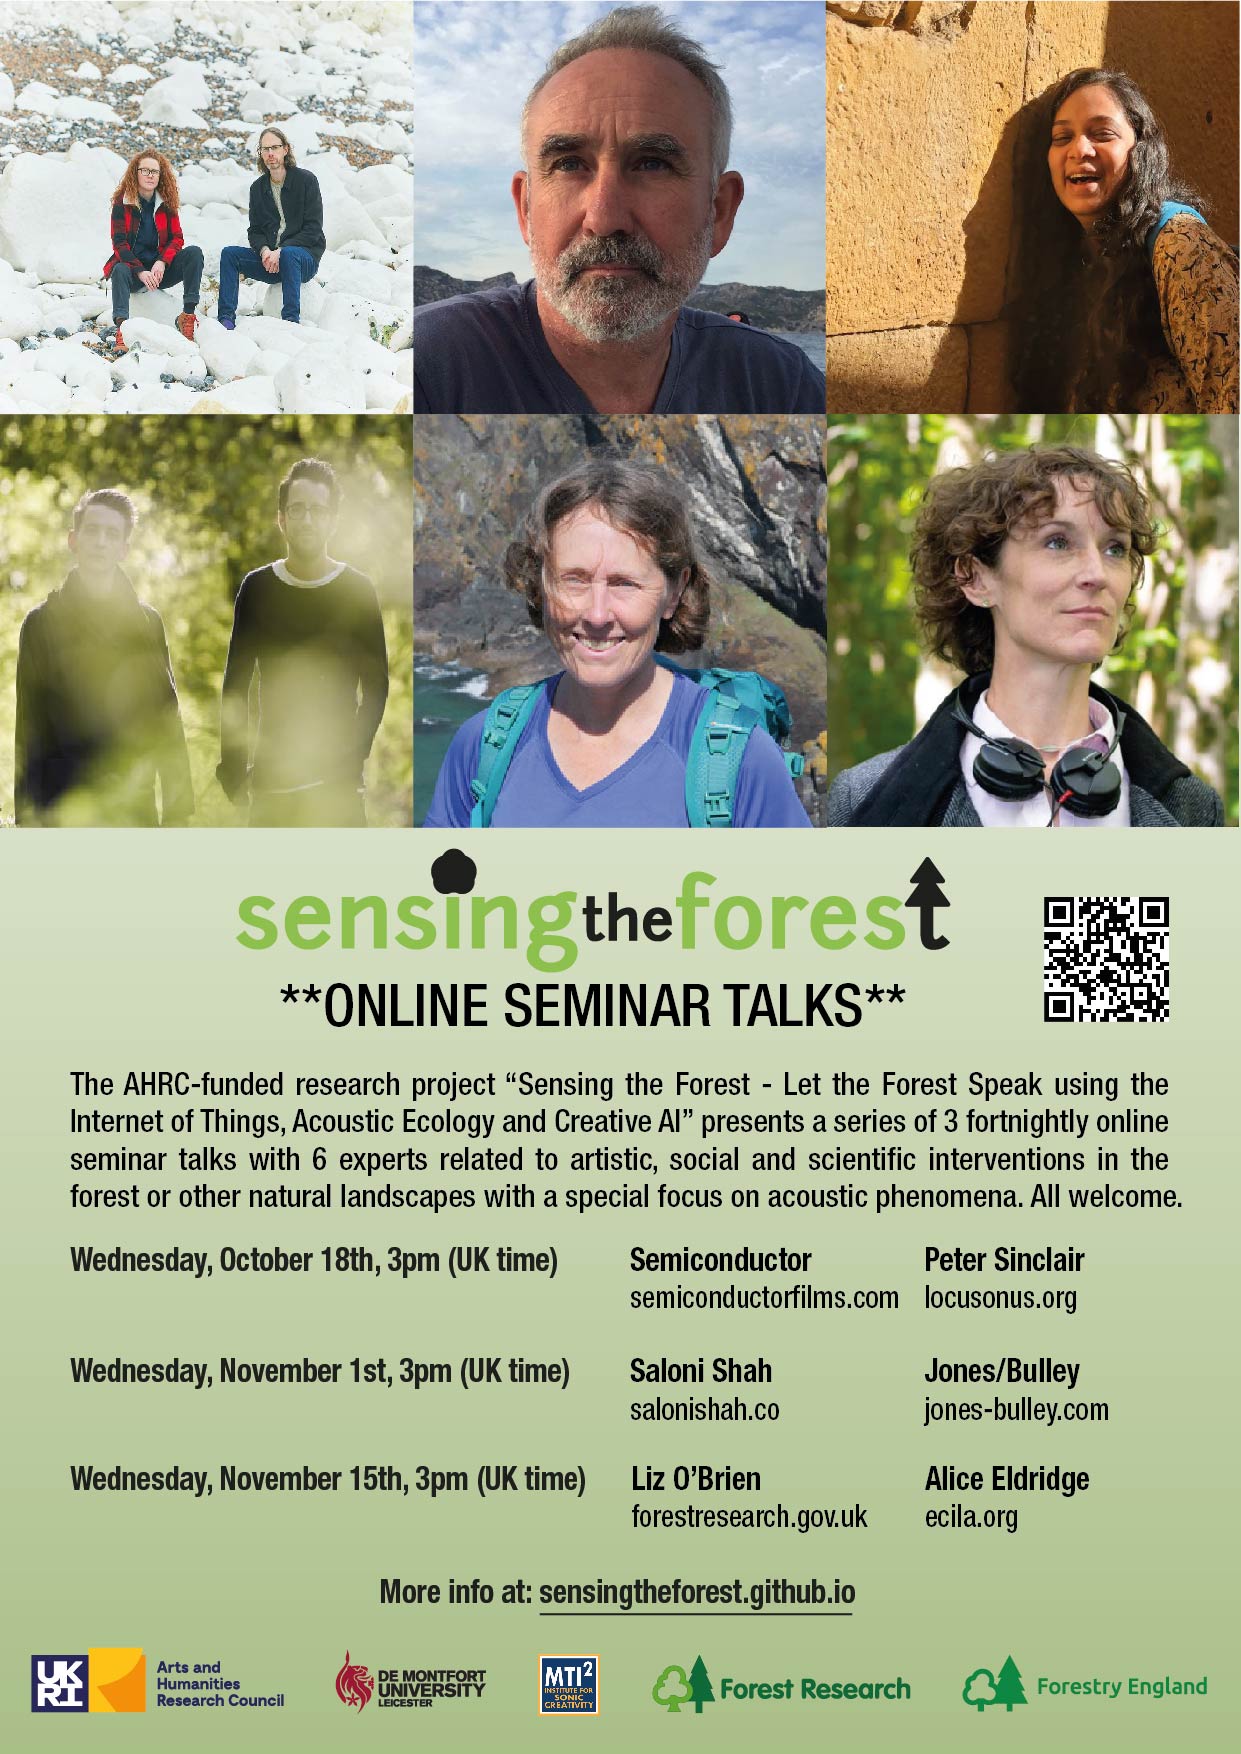 sensingtheforest
**ONLINE SEMINAR TALKS**
The AHRC-funded research project “Sensing the Forest - Let the Forest Speak using the
Internet of Things, Acoustic Ecology and Creative AI” presents a series of 3 fortnightly online
seminar talks with 6 experts related to artistic, social and scientific interventions in the
forest or other natural landscapes with a special focus on acoustic phenomena. All welcome.
Wednesday, October 18th, 3pm (UK time) Semiconductor Peter Sinclair
semiconductorfilms.com locusonus.org
Wednesday, November 1st, 3pm (UK time) Saloni Shah Jones/Bulley
salonishah.co jones-bulley.com
Wednesday, November 15th, 3pm (UK time) Liz O’Brien Alice Eldridge
forestresearch.gov.uk ecila.org
More info at: sensingtheforest.github.io
UK
RI
Arts and
Humanities
Research Council
DE MONTFORT
UNIVERSITY
LEICESTER
MTI²
INSTITUTE FOR
SONIC
CREATIVITY
Forest Research
Forestry England